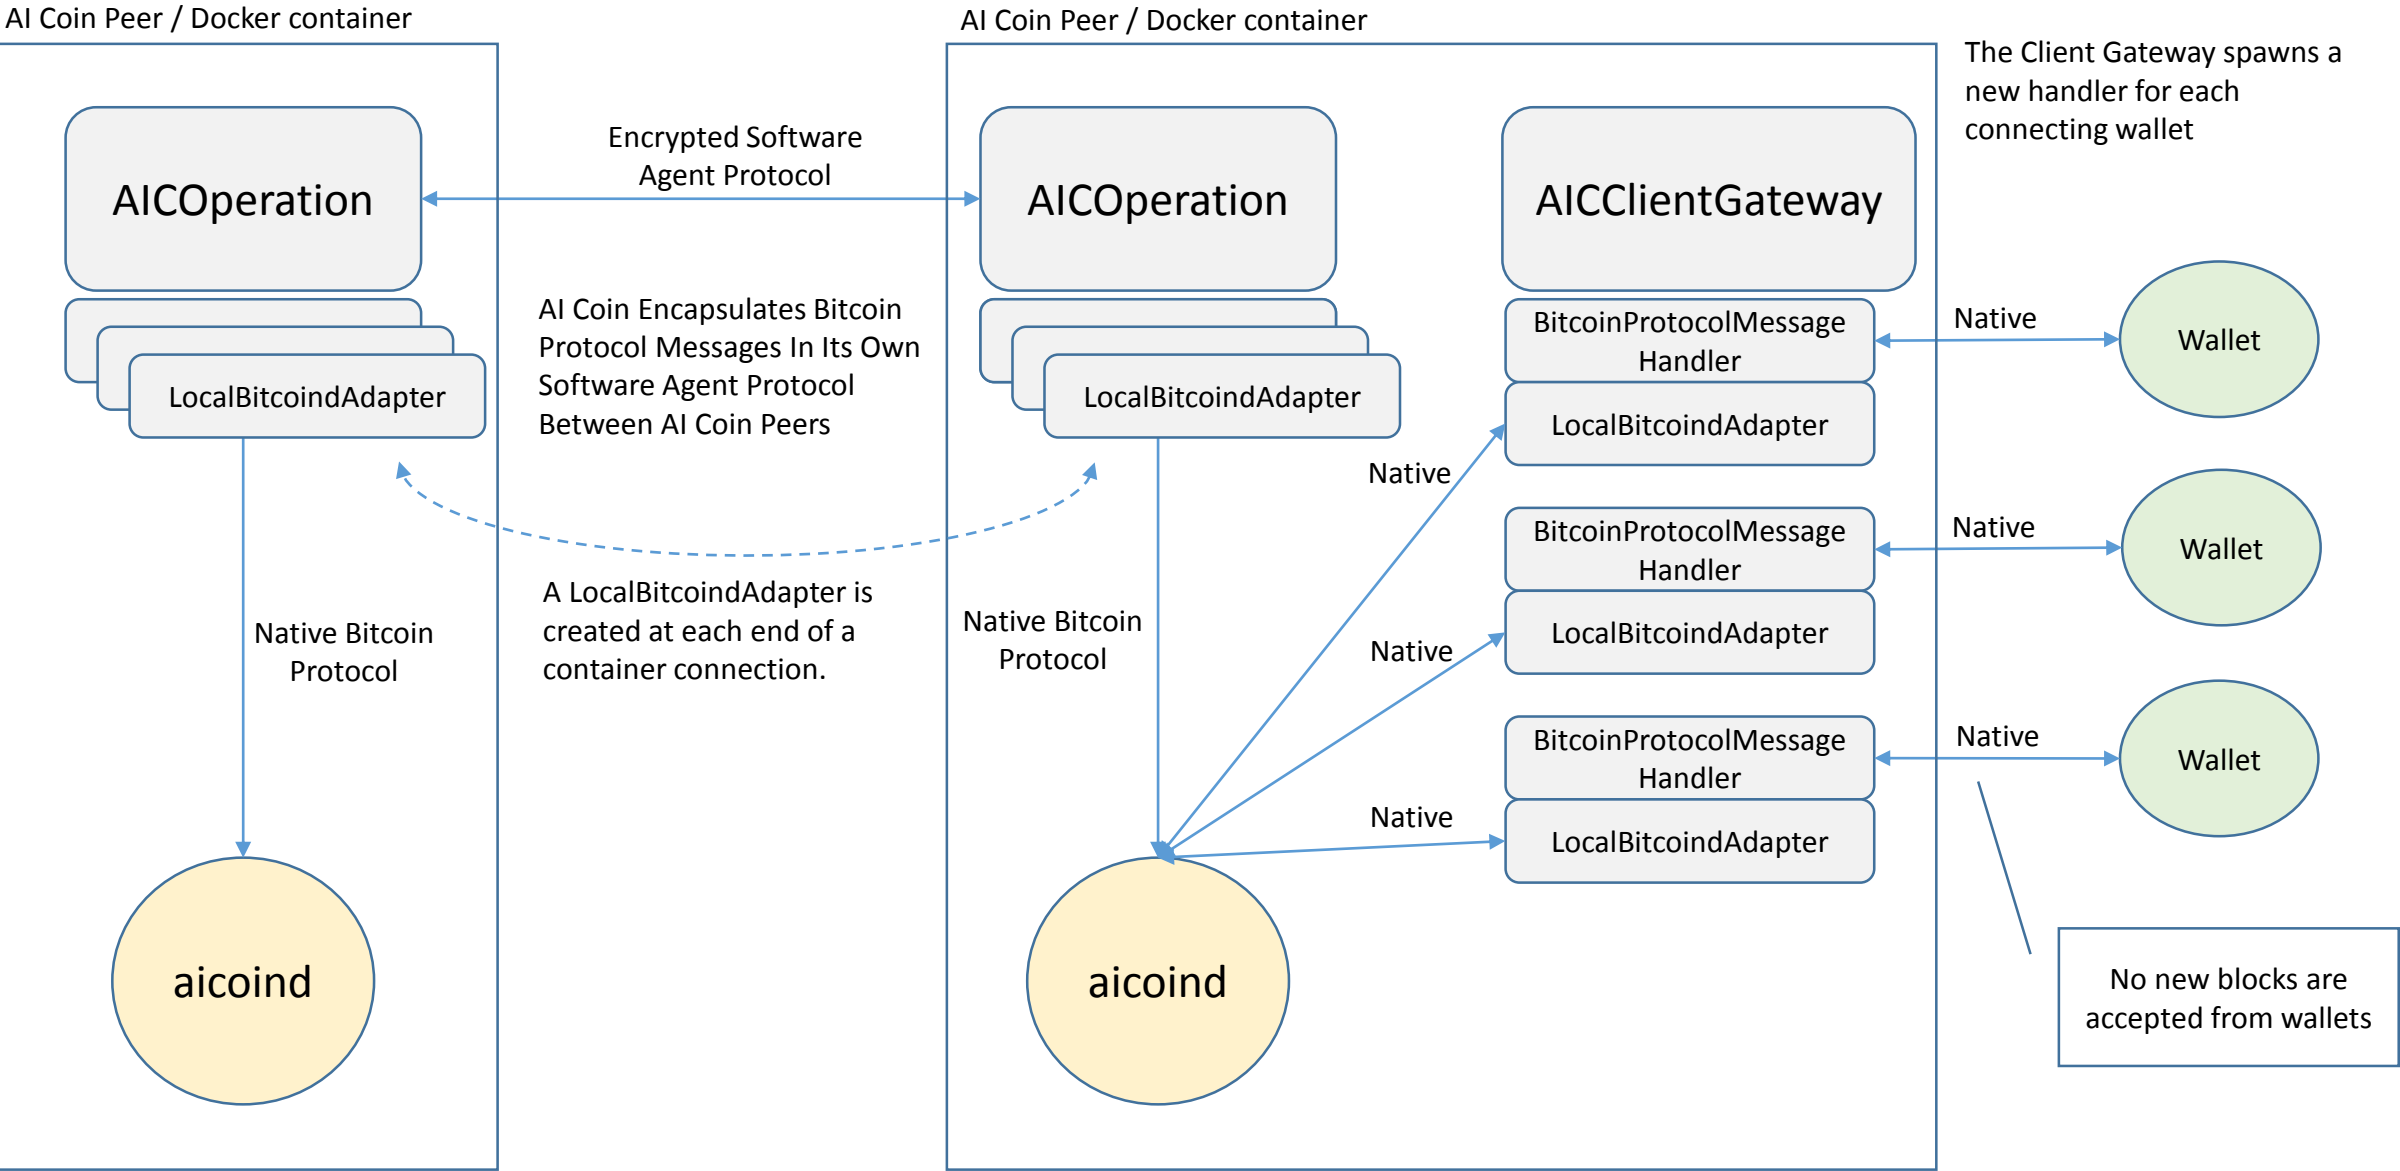 AI Coin Peer / Docker container
AI Coin Peer / Docker container
The Client Gateway spawns a
new handler for each
connecting wallet
AICOperation
Encrypted Software
Agent Protocol
AICOperation
AICClientGateway
LocalBitcoindAdapter
AI Coin Encapsulates Bitcoin
Protocol Messages In Its Own
Software Agent Protocol
Between AI Coin Peers
LocalBitcoindAdapter
BitcoinProtocolMessage
Handler
LocalBitcoindAdapter
Native
Wallet
Native
BitcoinProtocolMessage
Handler
LocalBitcoindAdapter
Native
Wallet
A LocalBitcoindAdapter is
created at each end of a
container connection.
Native Bitcoin
Protocol
Native Bitcoin
Protocol
Native
BitcoinProtocolMessage
Handler
LocalBitcoindAdapter
Native
Wallet
Native
aicoind
aicoind
No new blocks are
accepted from wallets